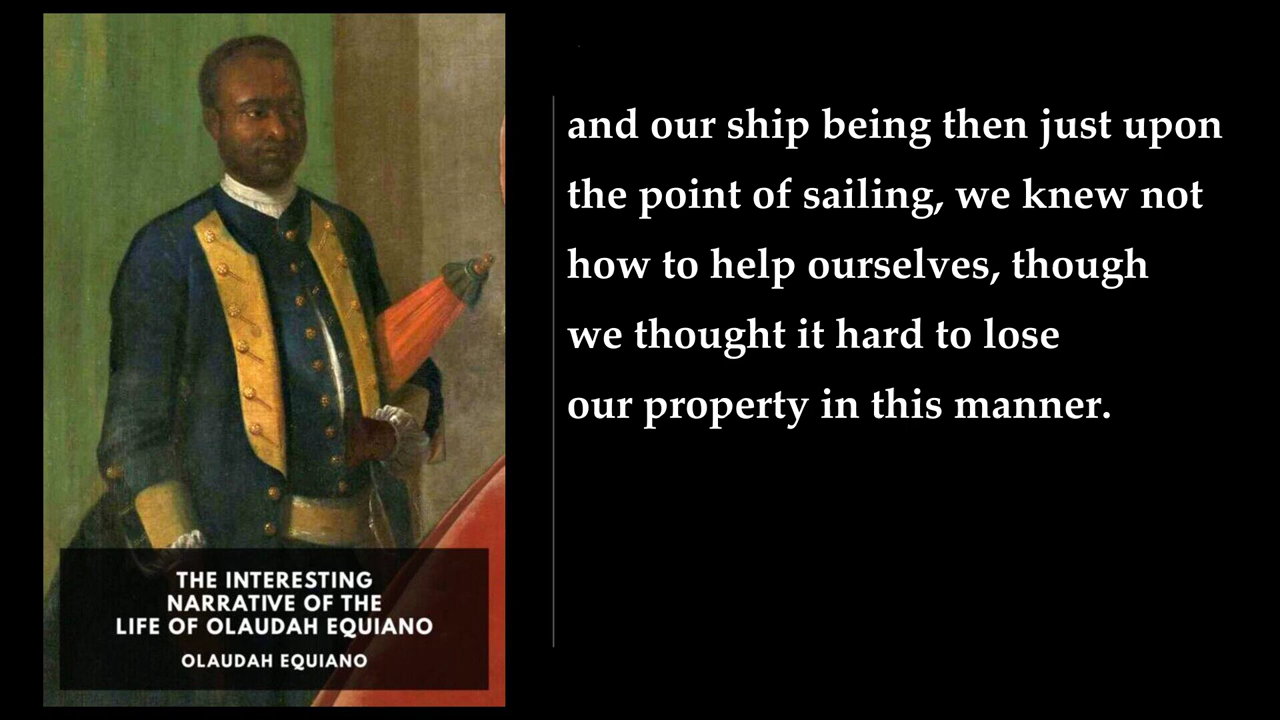 THE INTERESTING
NARRATIVE OF THE
LIFE OF OLAUDAH EQUIANO
OLAUDAH EQUIANO
and our ship being then just upon
the point of sailing, we knew not
how to help ourselves, though
we thought it hard to lose
our property in this manner.